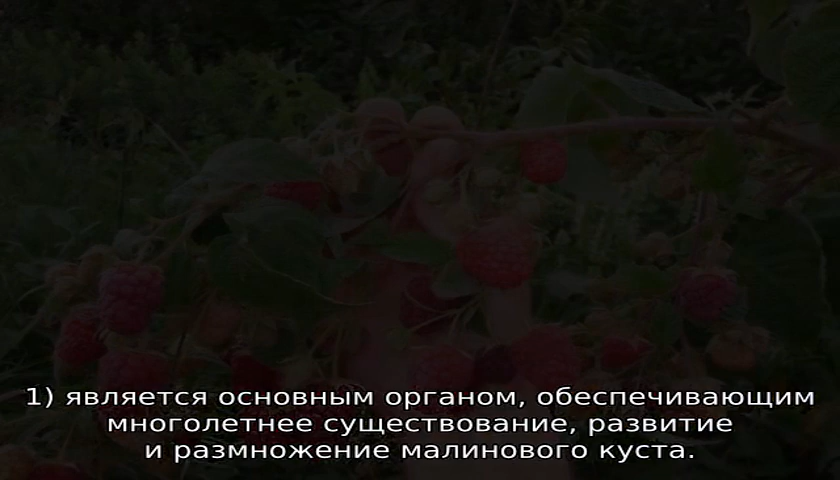 1) является основным органом, обеспечивающим
многолетнее существование, развитие
и размножение малинового куста.